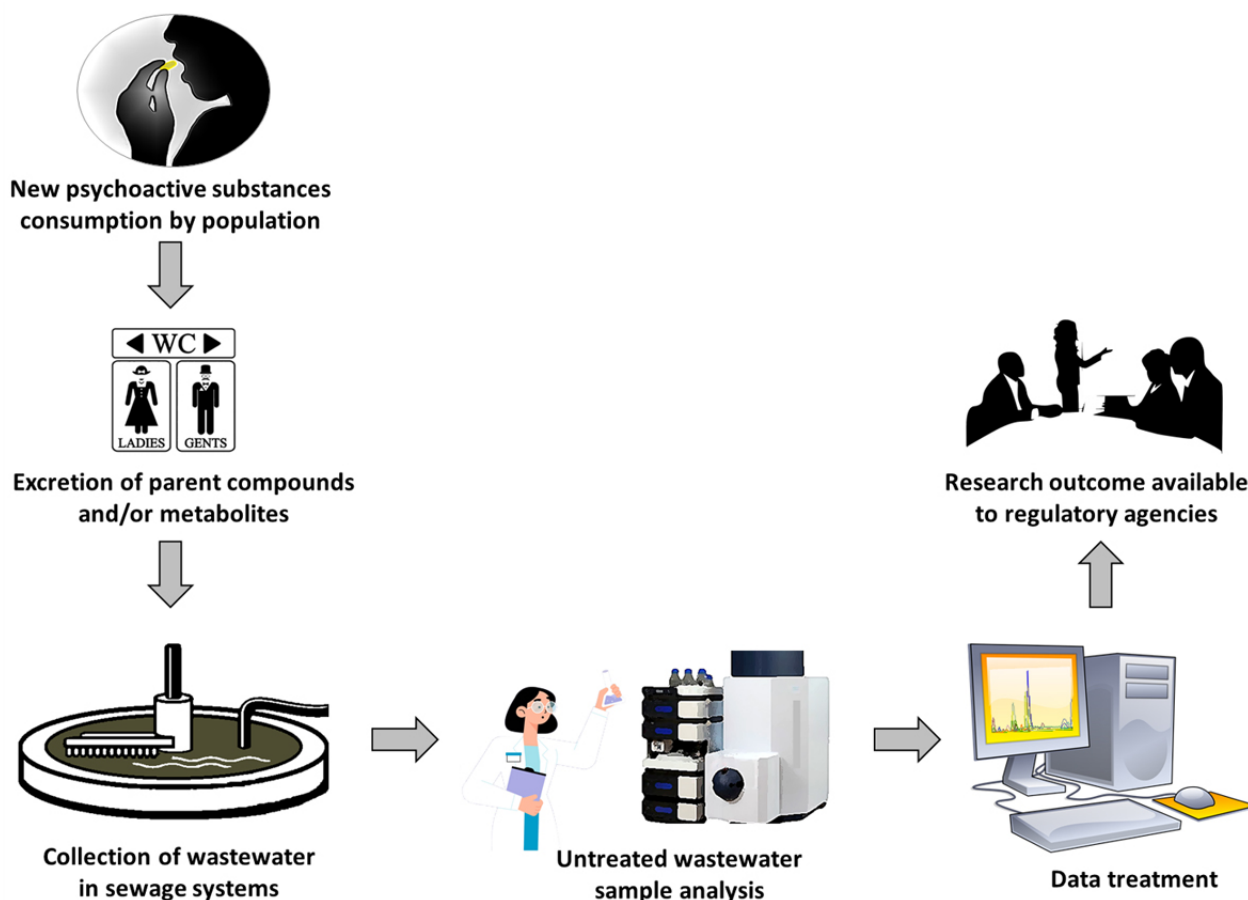 New psychoactive substances
consumption by population
WC
LADIES GENTS
Excretion of parent compounds
and/or metabolites
Collection of wastewater
in sewage systems
Untreated wastewater
sample analysis
Data treatment
Research outcome available
to regulatory agencies